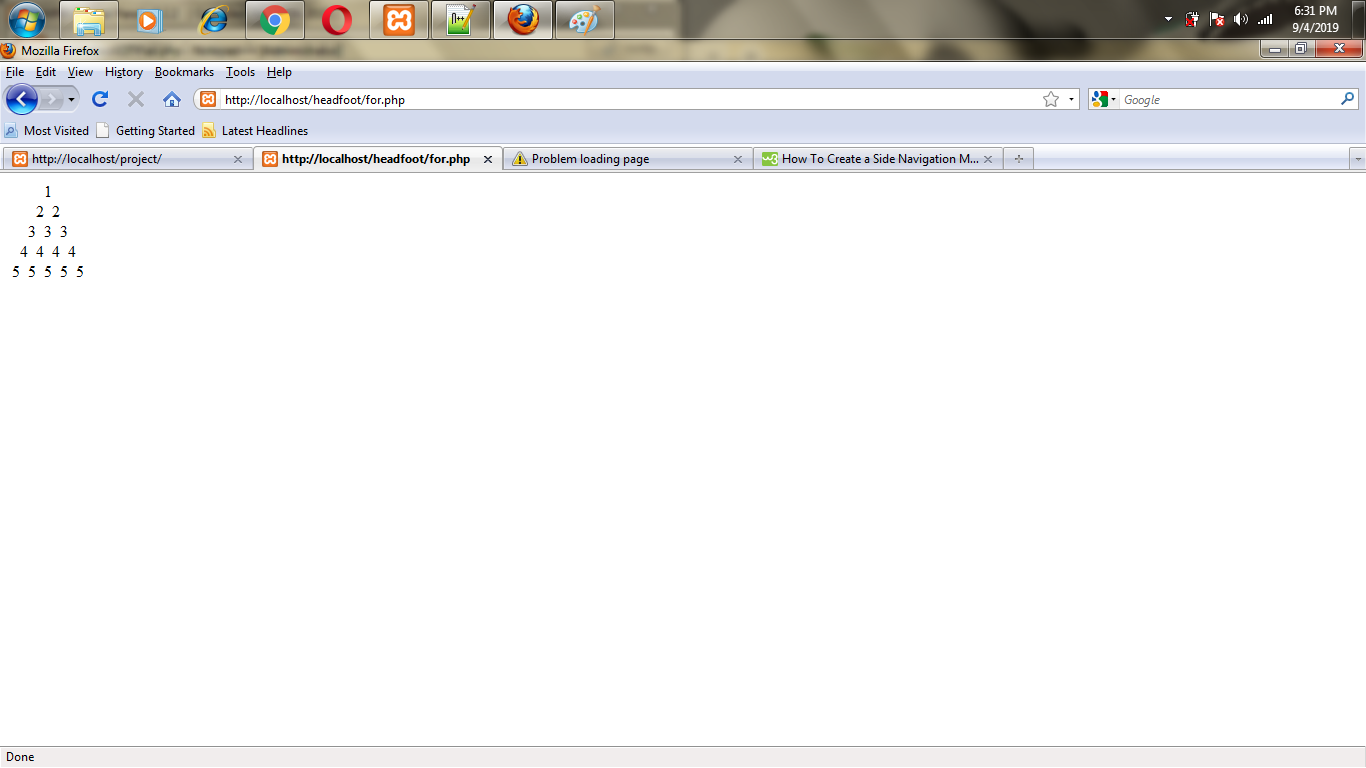 6:31 PM
9/4/2019
Mozilla Firefox
File Edit View History Bookmarks Tools Help
http://localhost/headfoot/for.php
Google
Most Visited Getting Started Latest Headlines
http://localhost/project/ http://localhost/headfoot/for.php Problem loading page How To Create a Side Navigation M...
1
2 2
3 3 3
4 4 4 4
5 5 5 5 5
Done